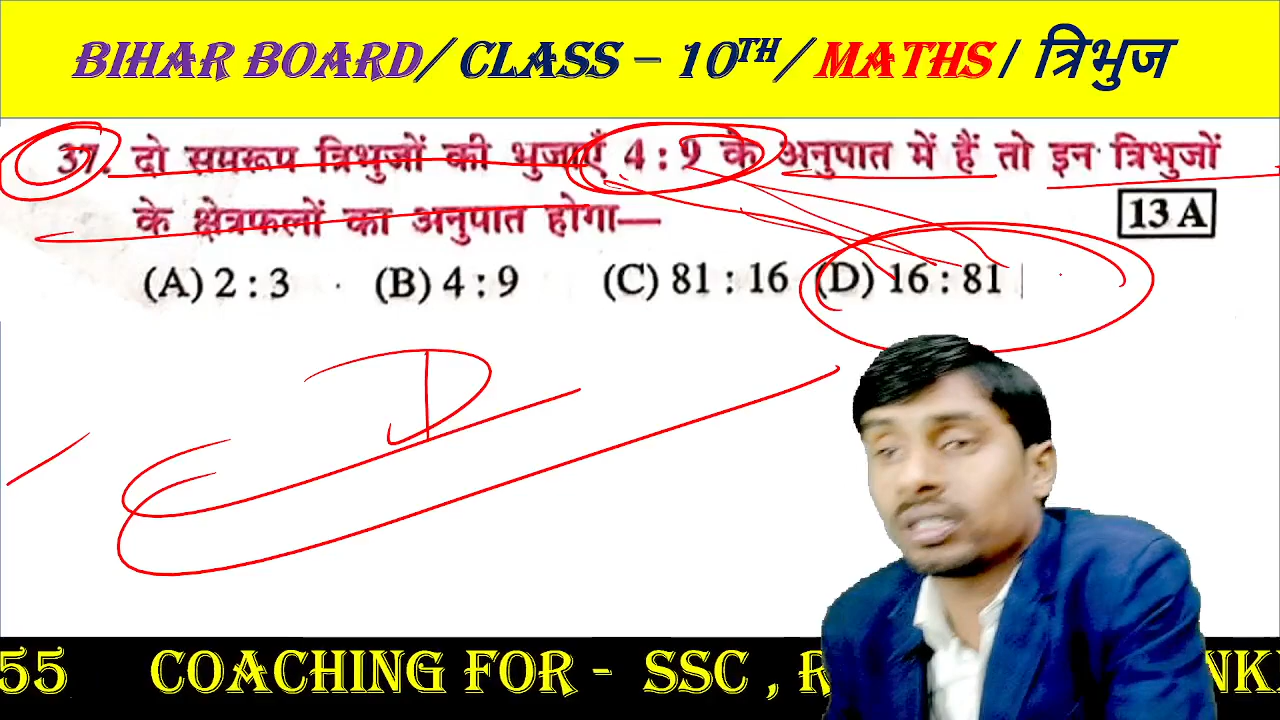 BIHAR BOARD/ CLASS – 10TH/ MATHS/ त्रिभुज
37. दो समरूप त्रिभुजों की भुजाएँ 4 : 9 के अनुपात में हैं तो इन त्रिभुजों
के क्षेत्रफलों का अनुपात होगा—
13 A
(A) 2 : 3 (B) 4 : 9 (C) 81 : 16 (D) 16 : 81
D
55 COACHING FOR - SSC , R